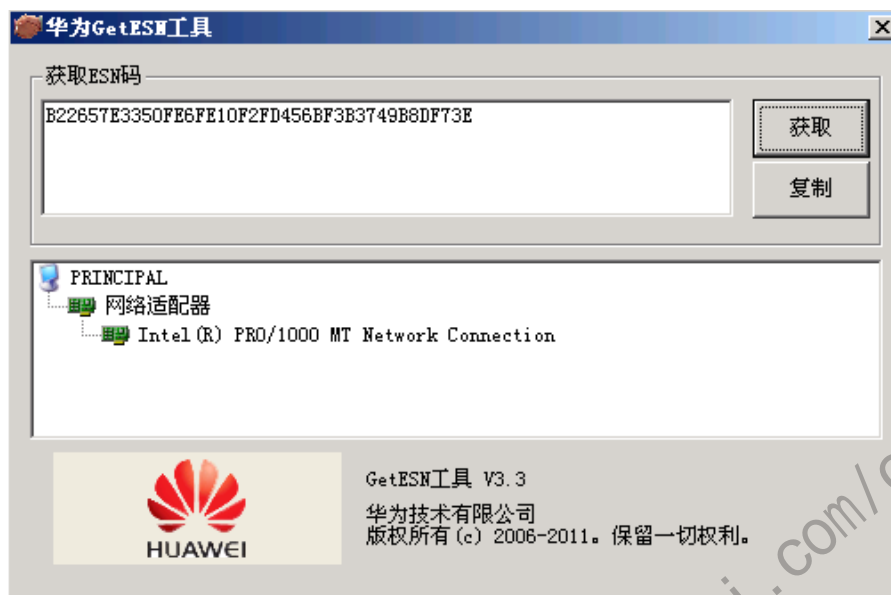 华为GetESN工具
获取ESN码
B22657E3350FE6FE10F2FD456BF3B3749B8DF73E
获取
复制
PRINCIPAL
网络适配器
Intel(R) PRO/1000 MT Network Connection
HUAWEI
GetESN工具 V3.3
华为技术有限公司
版权所有(c) 2006-2011。保留一切权利。